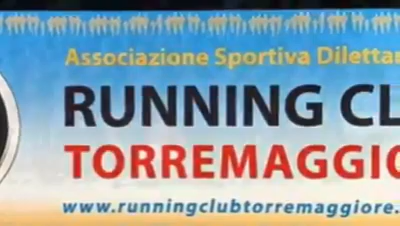 Associazione Sportiva Dilettan
RUNNING CL
TORREMAGGIO
www.runningclubtorremaggiore.